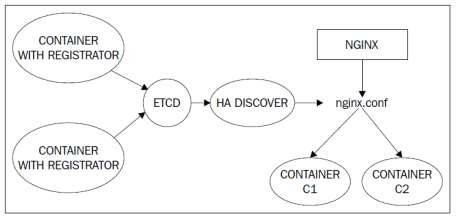 CONTAINER
WITH REGISTRATOR
NGINX
ETCD
HA DISCOVER
nginx.conf
CONTAINER
WITH REGISTRATOR
CONTAINER
C1
CONTAINER
C2